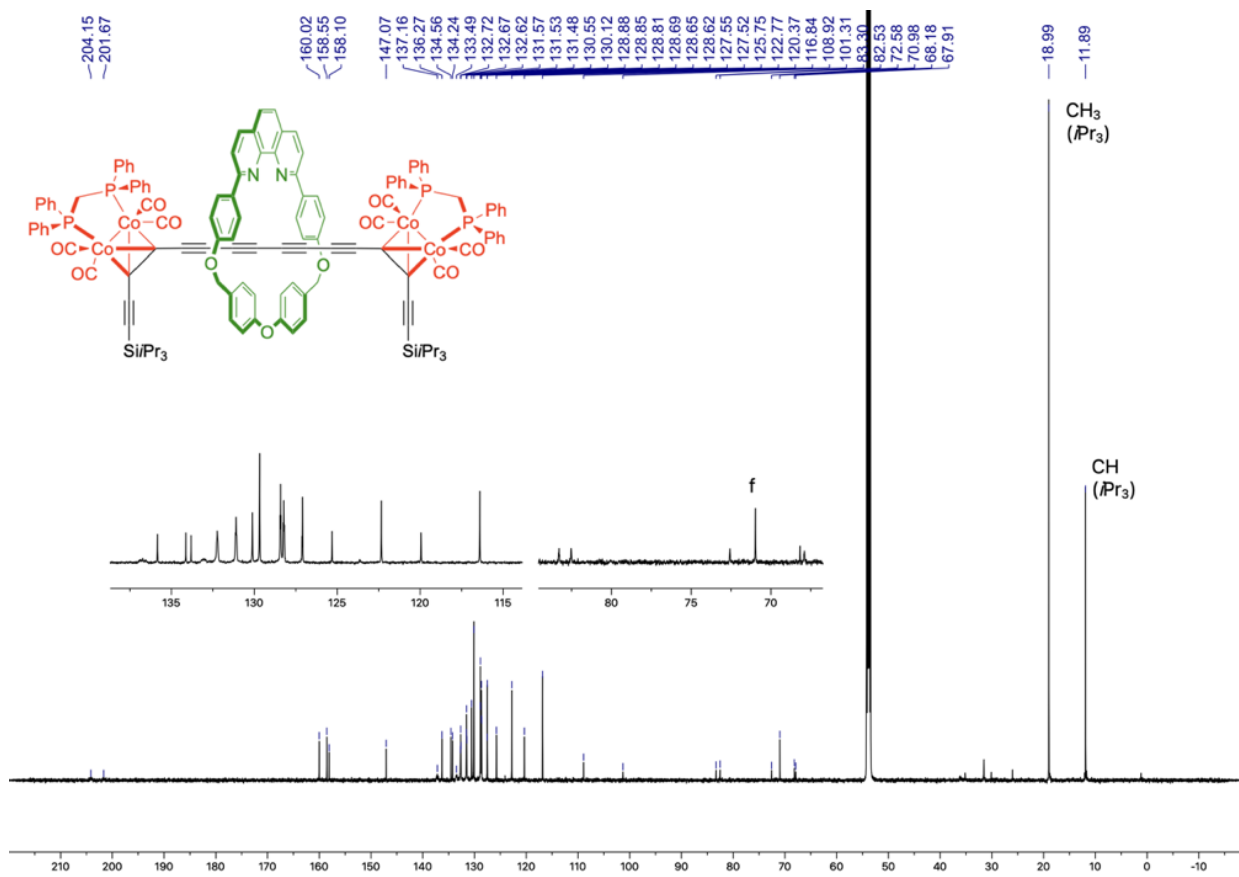 204.15
201.67
160.02
158.55
158.10
147.07
137.16
136.27
134.56
134.24
133.49
132.72
132.67
132.62
131.57
131.53
131.48
130.55
130.12
128.88
128.85
128.81
128.69
128.65
128.62
127.55
127.52
125.75
122.77
120.37
116.84
108.92
101.31
83.30
82.53
72.58
70.98
68.18
67.91
18.99
11.89
CH3
(iPr3)
N N
Ph Ph
Ph P P Ph
Ph P Ph Ph P Ph
Co CO CO Co
OC Co CO OC Co CO
OC CO
O O
O
SiiPr3 SiiPr3
f
CH
(iPr3)
135 130 125 120 115 80 75 70
210 200 190 180 170 160 150 140 130 120 110 100 90 80 70 60 50 40 30 20 10 0 -10